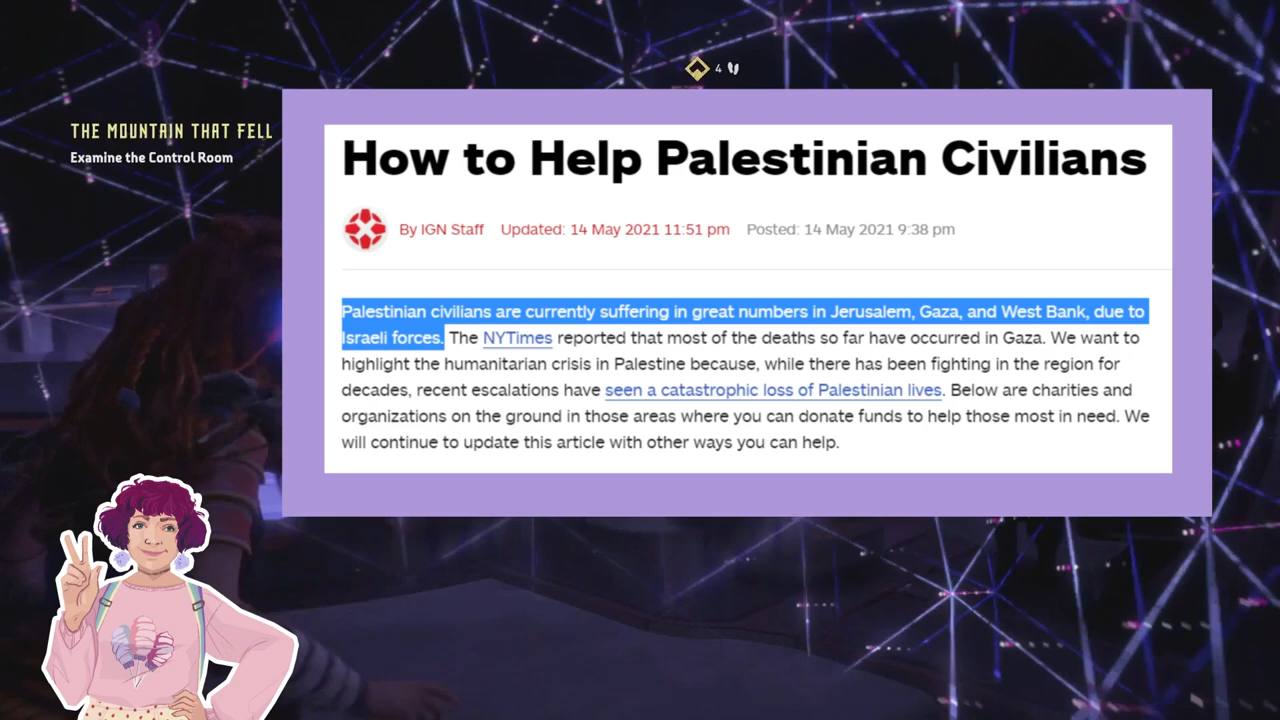 4
THE MOUNTAIN THAT FELL
Examine the Control Room
How to Help Palestinian Civilians
By IGN Staff Updated: 14 May 2021 11:51 pm Posted: 14 May 2021 9:38 pm
Palestinian civilians are currently suffering in great numbers in Jerusalem, Gaza, and West Bank, due to
Israeli forces. The NYTimes reported that most of the deaths so far have occurred in Gaza. We want to
highlight the humanitarian crisis in Palestine because, while there has been fighting in the region for
decades, recent escalations have seen a catastrophic loss of Palestinian lives. Below are charities and
organizations on the ground in those areas where you can donate funds to help those most in need. We
will continue to update this article with other ways you can help.